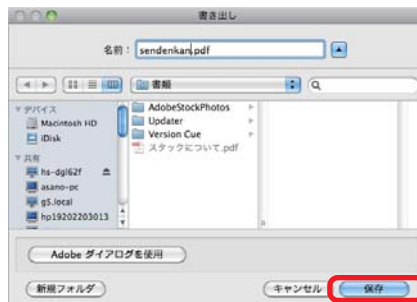 書き出し
名前： sendenkan.pdf
書類
▼デバイス
Macintosh HD
iDisk
▼共有
hs-dgl62f
asano-pc
g5.local
hp19202203013
AdobeStockPhotos
Updater
Version Cue
スタックについて.pdf
Adobe ダイアログを使用
新規フォルダ
キャンセル
保存